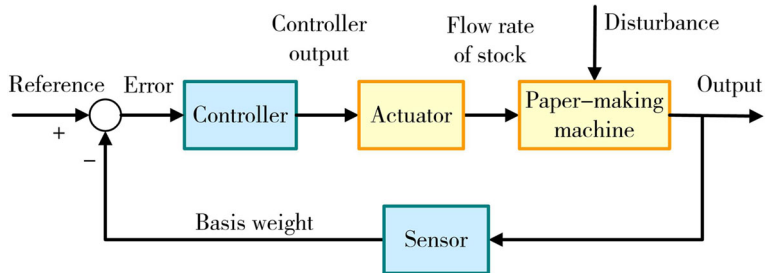 Controller
output
Flow rate
of stock
Disturbance
Reference
Error
Controller
Actuator
Paper-making
machine
Output
+
−
Basis weight
Sensor